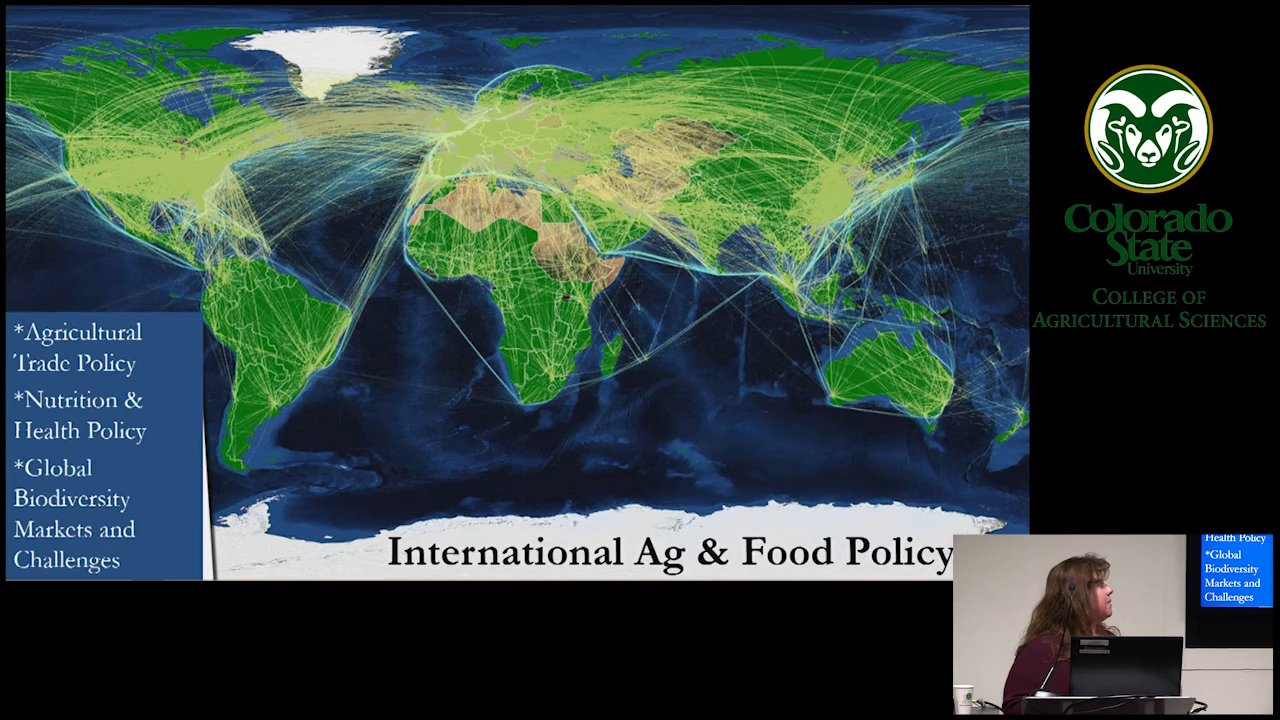 *Agricultural
Trade Policy
*Nutrition &
Health Policy
*Global
Biodiversity
Markets and
Challenges
International Ag & Food Policy
Colorado
State
University
COLLEGE OF
AGRICULTURAL SCIENCES
Health Policy
*Global
Biodiversity
Markets and
Challenges